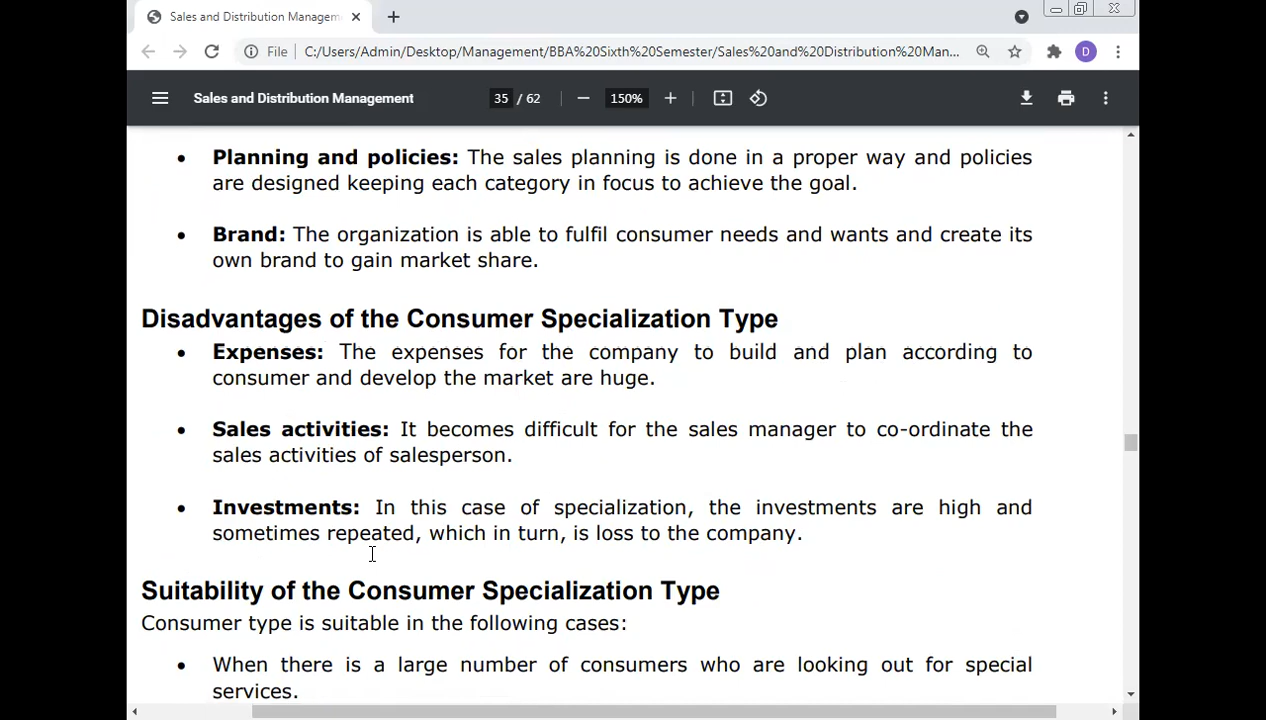 Sales and Distribution Managem
File C:/Users/Admin/Desktop/Management/BBA%20Sixth%20Semester/Sales%20and%20Distribution%20Man... D
Sales and Distribution Management 35 / 62 150%
• Planning and policies: The sales planning is done in a proper way and policies
are designed keeping each category in focus to achieve the goal.
• Brand: The organization is able to fulfil consumer needs and wants and create its
own brand to gain market share.
Disadvantages of the Consumer Specialization Type
• Expenses: The expenses for the company to build and plan according to
consumer and develop the market are huge.
• Sales activities: It becomes difficult for the sales manager to co-ordinate the
sales activities of salesperson.
• Investments: In this case of specialization, the investments are high and
sometimes repeated, which in turn, is loss to the company.
Suitability of the Consumer Specialization Type
Consumer type is suitable in the following cases:
• When there is a large number of consumers who are looking out for special
services.